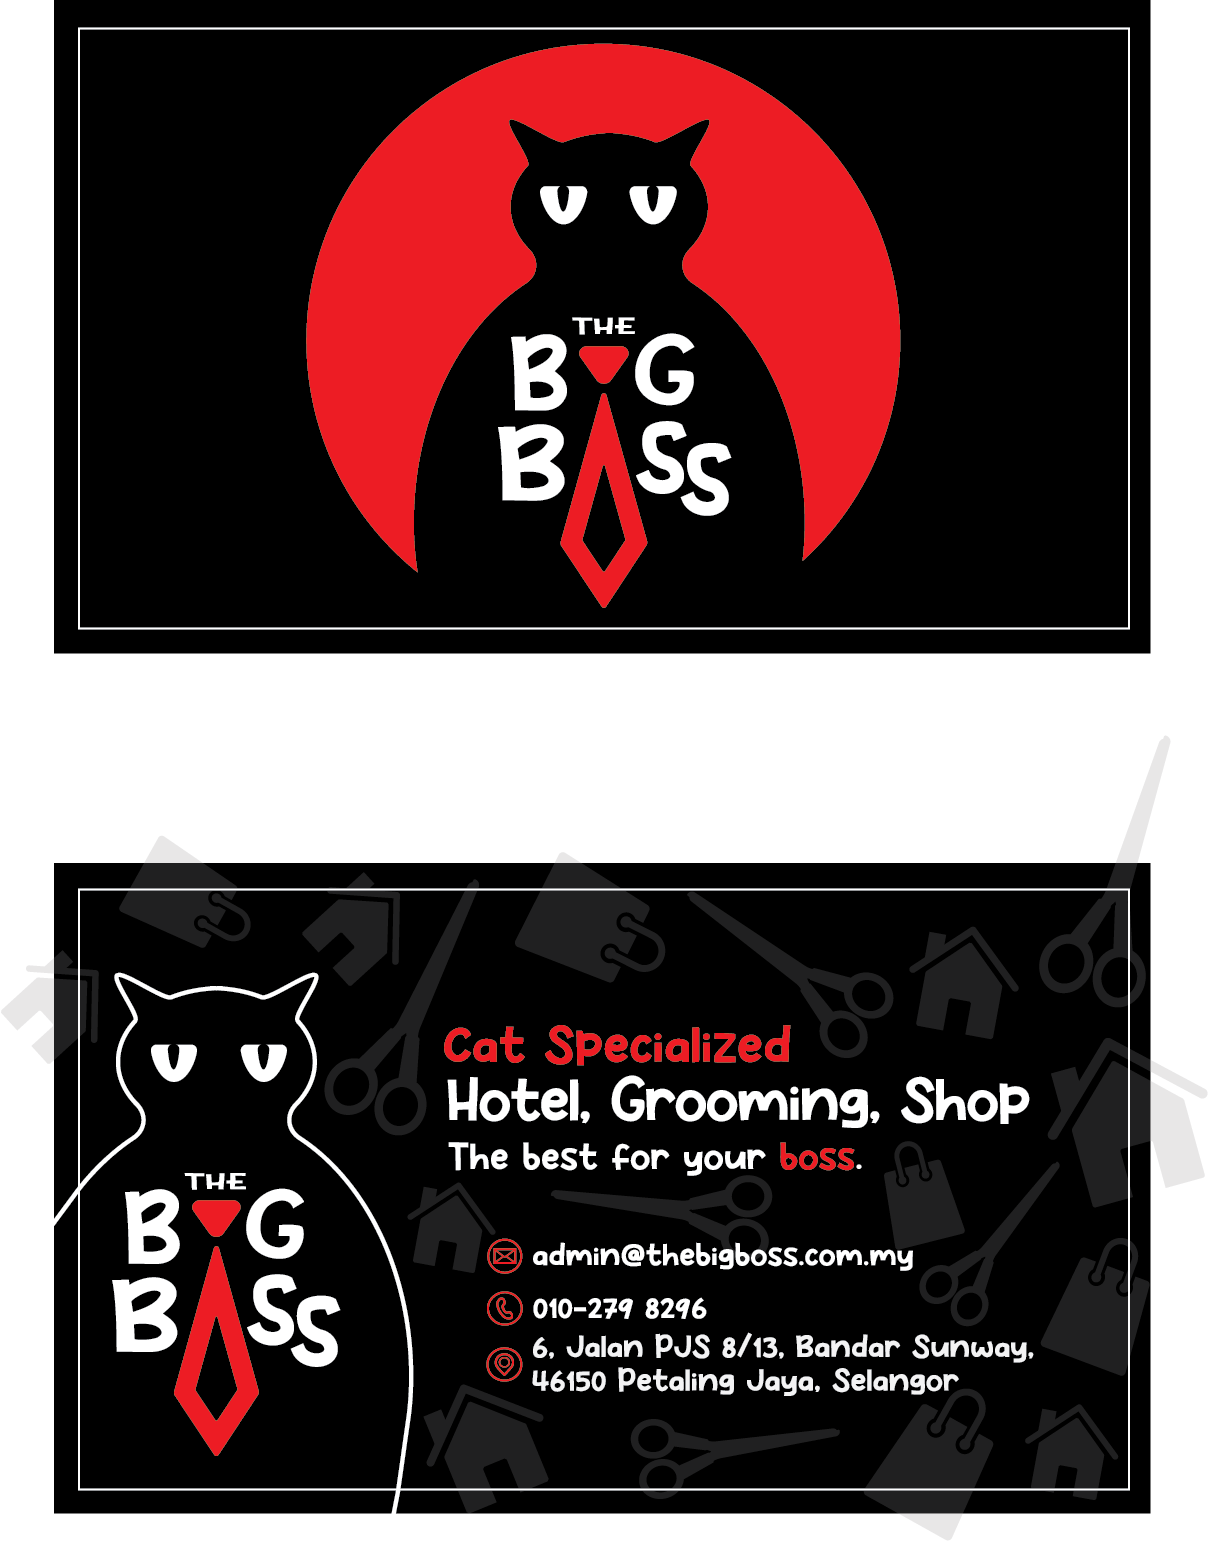 THE
BIG
BOSS
Cat Specialized
Hotel, Grooming, Shop
The best for your boss.
THE
BIG
BOSS
admin@thebigboss.com.my
010-279 8296
6, Jalan PJS 8/13, Bandar Sunway,
46150 Petaling Jaya, Selangor